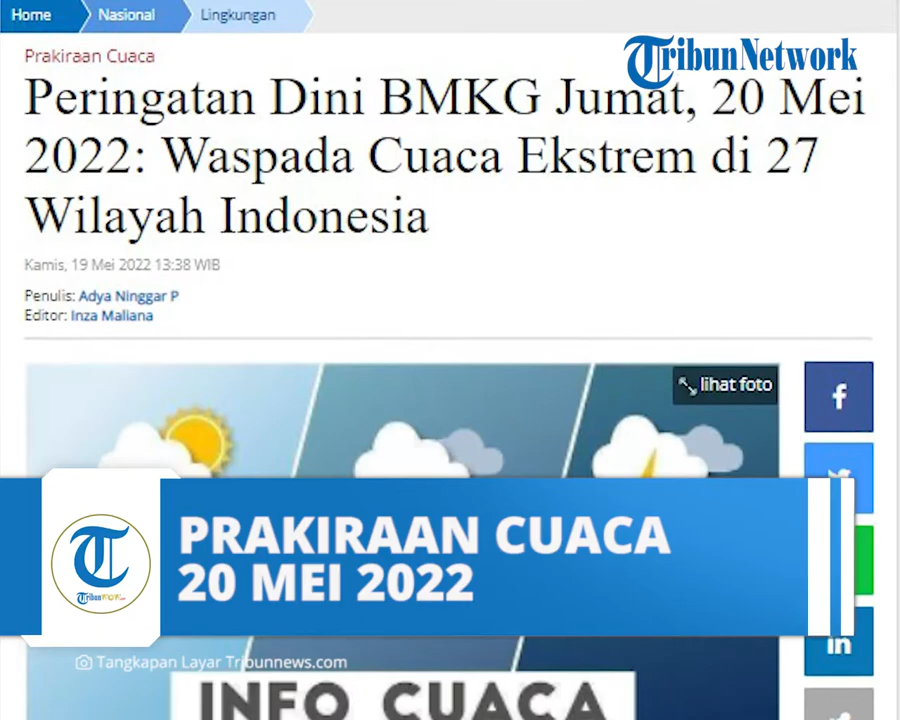 Home
Nasional
Lingkungan
Prakiraan Cuaca
TribunNetwork
Peringatan Dini BMKG Jumat, 20 Mei
2022: Waspada Cuaca Ekstrem di 27
Wilayah Indonesia
Kamis, 19 Mei 2022 13:38 WIB
Penulis: Adya Ninggar P
Editor: Inza Maliana
lihat foto
f
PRAKIRAAN CUACA
20 MEI 2022
in
Tangkapan Layar Tribunnews.com
INFO CUACA